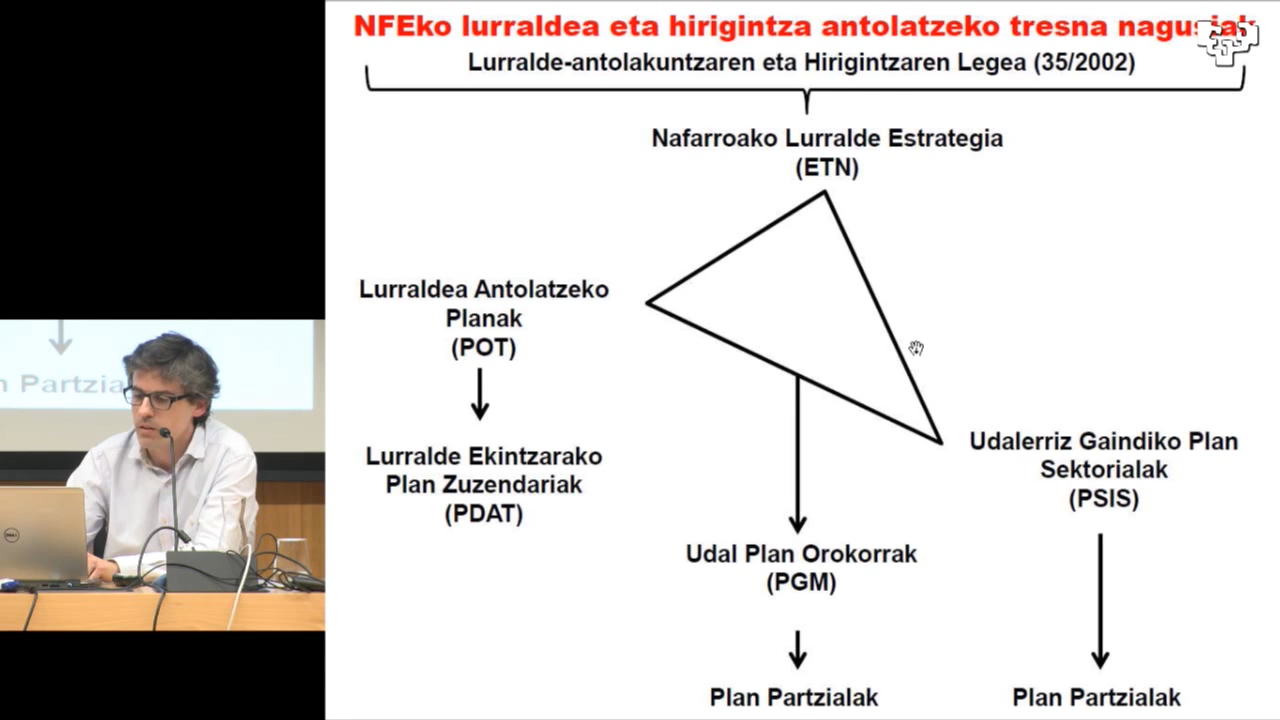 NFEko lurraldea eta hirigintza antolatzeko tresna nagusiak
Lurralde-antolakuntzaren eta Hirigintzaren Legea (35/2002)
Nafarroako Lurralde Estrategia
(ETN)
Lurraldea Antolatzeko
Planak
(POT)
Lurralde Ekintzarako
Plan Zuzendariak
(PDAT)
Udalerriz Gaindiko Plan
Sektorialak
(PSIS)
Udal Plan Orokorrak
(PGM)
Plan Partzialak
Plan Partzialak
n Partzia
DELL